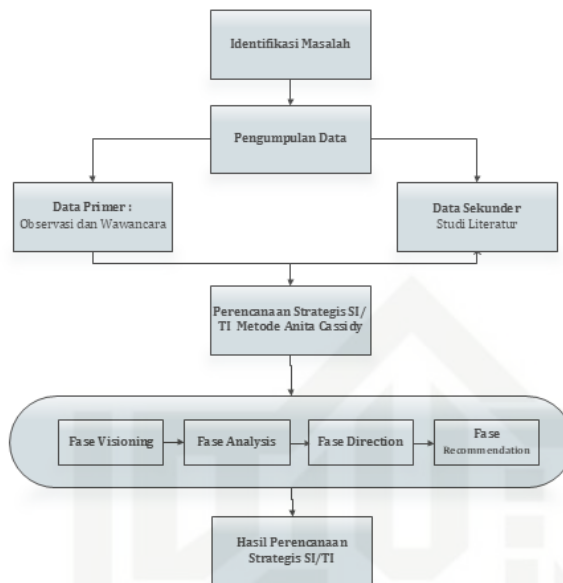 Identifikasi Masalah
Pengumpulan Data
Data Primer :
Observasi dan Wawancara
Data Sekunder
Studi Literatur
Perencanaan Strategis SI/
TI Metode Anita Cassidy
Fase Visioning
Fase Analysis
Fase Direction
Fase
Recommendation
Hasil Perencanaan
Strategis SI/TI